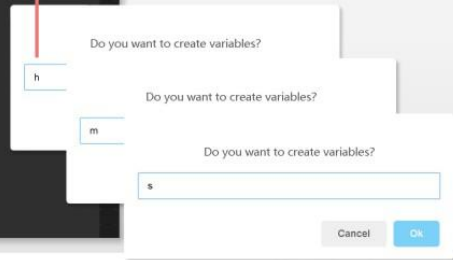 Do you want to create variables?
h
Do you want to create variables?
m
Do you want to create variables?
s
Cancel
Ok